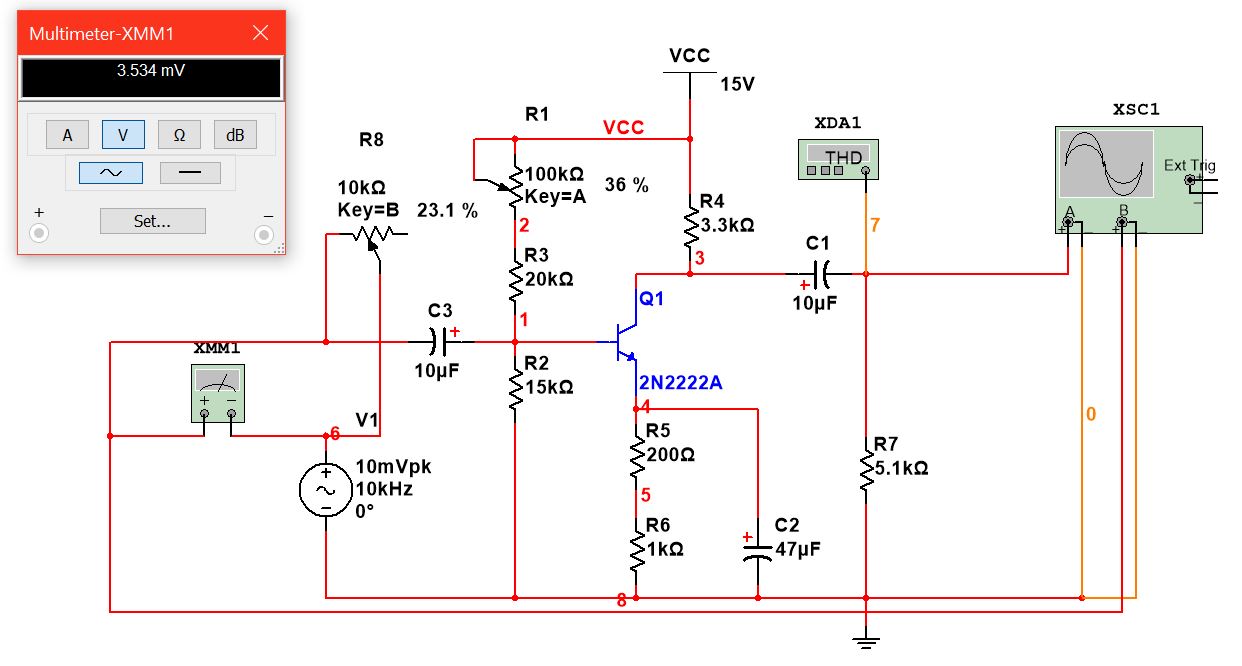 Multimeter-XMM1
3.534 mV
A V Ω dB
+ Set... −
VCC
15V
R1
VCC
100kΩ
Key=A
36 %
R8
10kΩ
Key=B
23.1 %
2
R3
20kΩ
1
R4
3.3kΩ
3
XDA1
THD
7
XSC1
Ext Trig
+
−
A B
+ − + −
C1
+
10µF
Q1
2N2222A
C3
+
10µF
R2
15kΩ
XMM1
+ −
V1
6
+
10mVpk
10kHz
−
0°
4
R5
200Ω
5
R6
1kΩ
C2
+
47µF
R7
5.1kΩ
0
8